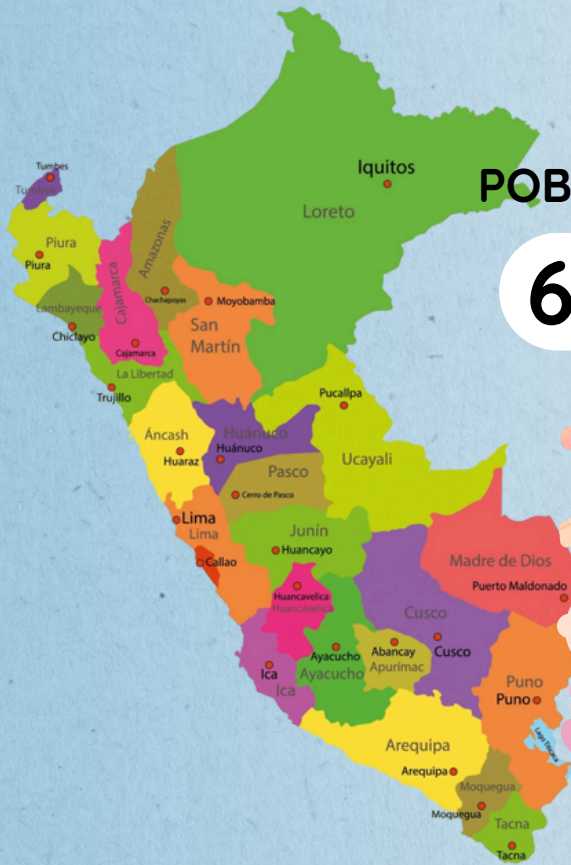 Iquitos
Loreto
POB
6
Tumbes
Tumbes
Piura
Piura
Amazonas
Cajamarca
Chachapoyas
Moyobamba
Lambayeque
Chiclayo
San
Martín
Cajamarca
La Libertad
Trujillo
Pucallpa
Áncash
Huaraz
Huánuco
Huánuco
Ucayali
Pasco
Cerro de Pasco
Lima
Lima
Junín
Huancayo
Callao
Madre de Dios
Puerto Maldonado
Huancavelica
Huancavelica
Cusco
Cusco
Ayacucho
Ayacucho
Abancay
Apurímac
Ica
Ica
Puno
Puno
Lago Titicaca
Arequipa
Arequipa
Moquegua
Moquegua
Tacna
Tacna